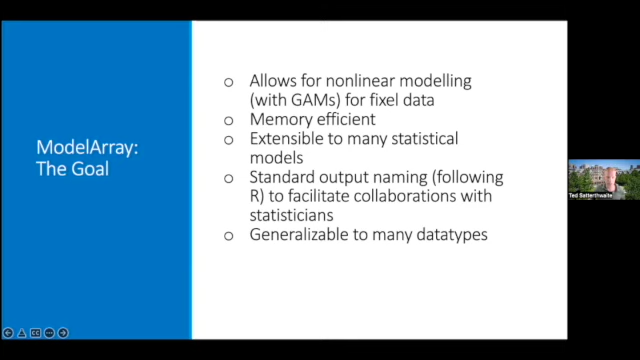 ModelArray:
The Goal
o Allows for nonlinear modelling
(with GAMs) for fixel data
o Memory efficient
o Extensible to many statistical
models
o Standard output naming (following
R) to facilitate collaborations with
statisticians
o Generalizable to many datatypes
Ted Satterthwaite